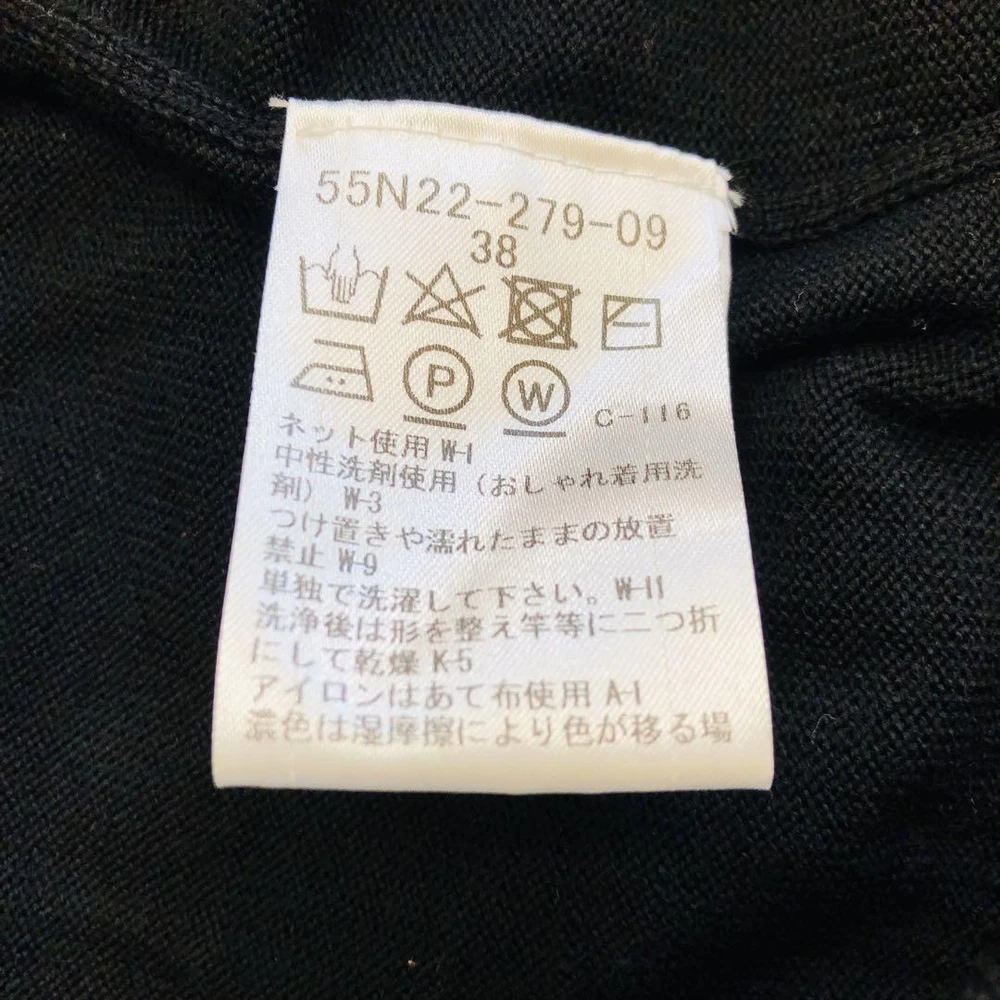 55N22-279-09
38
P W C-116
ネット使用 W-1
中性洗剤使用（おしゃれ着用洗
剤） W-3
つけ置きや濡れたままの放置
禁止 W-9
単独で洗濯して下さい。W-11
洗浄後は形を整え竿等に二つ折
にして乾燥 K-5
アイロンはあて布使用 A-1
濃色は湿摩擦により色が移る場